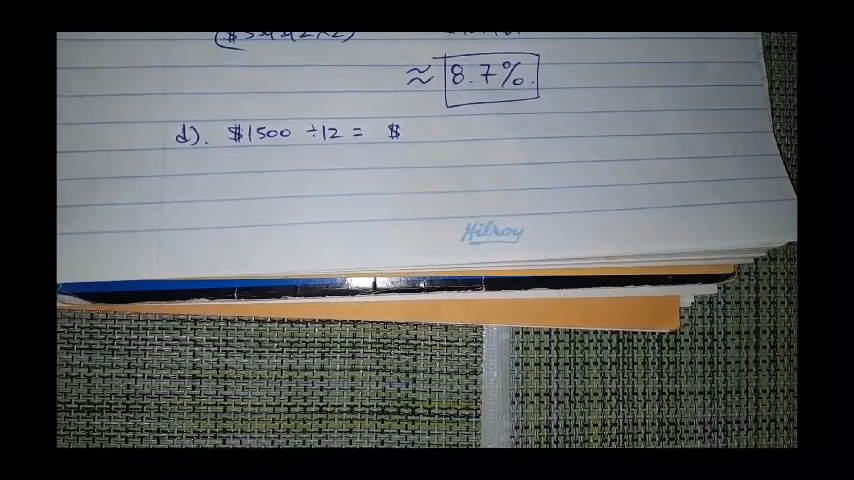 ≈ 8.7%.
d). $1500 ÷12 = $
Hilroy